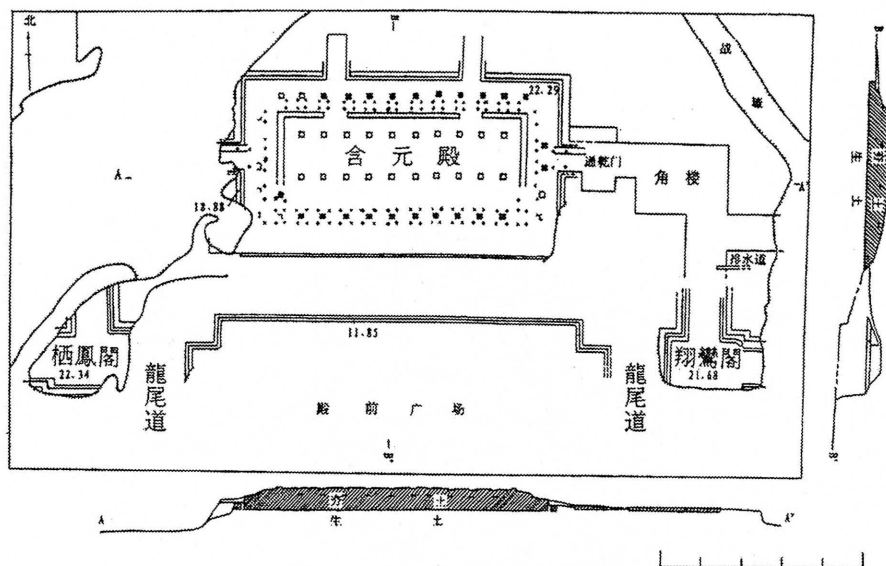 北
B
战
壕
22.29
含元殿
通乾门
角楼
A
A'
18.88
排水道
栖鳳閣
22.34
龍尾道
11.85
龍尾道
翔鸞閣
21.68
殿前广场
B'
夯土
生土
B
B'
A
夯土
生土
A'